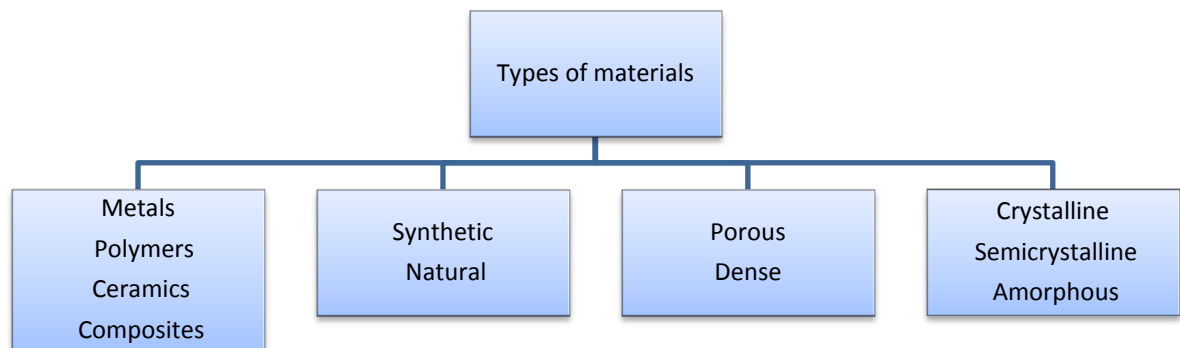 Types of materials
Metals
Polymers
Ceramics
Composites
Synthetic
Natural
Porous
Dense
Crystalline
Semicrystalline
Amorphous